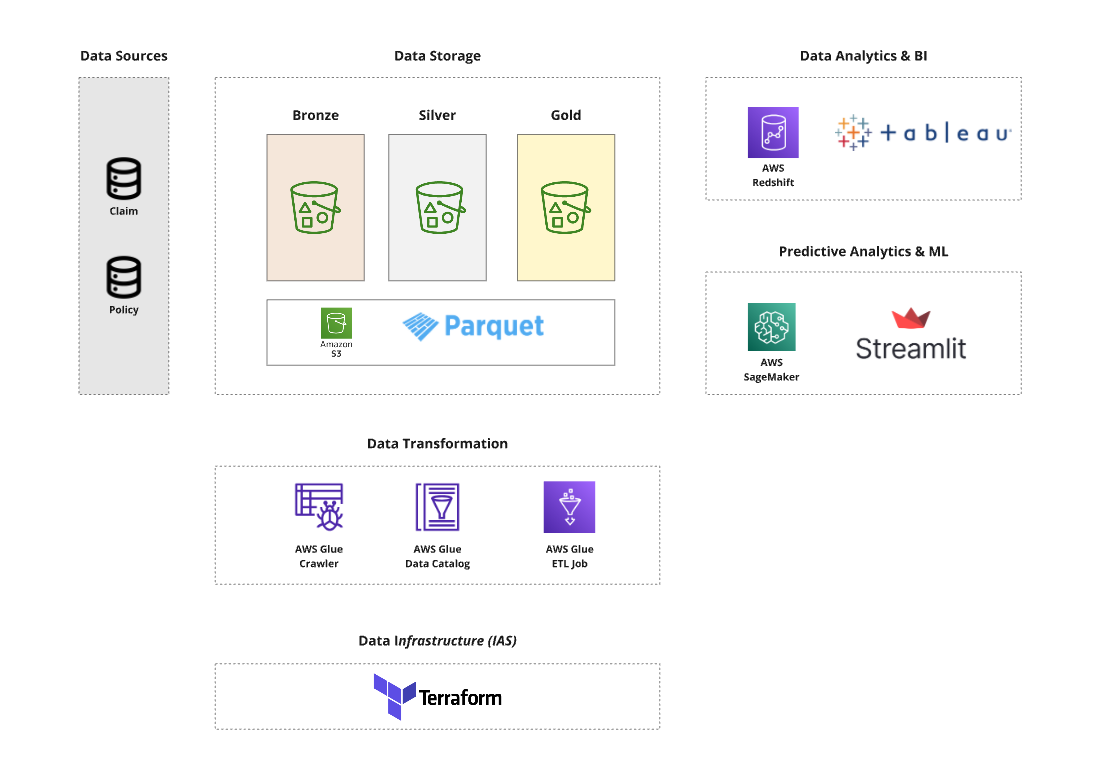 Data Sources
Data Storage
Data Analytics & BI
Bronze
Silver
Gold
Claim
Policy
Amazon
S3
Parquet
AWS
Redshift
+ableau
Predictive Analytics & ML
AWS
SageMaker
Streamlit
Data Transformation
AWS Glue
Crawler
AWS Glue
Data Catalog
AWS Glue
ETL Job
Data Infrastructure (IAS)
Terraform